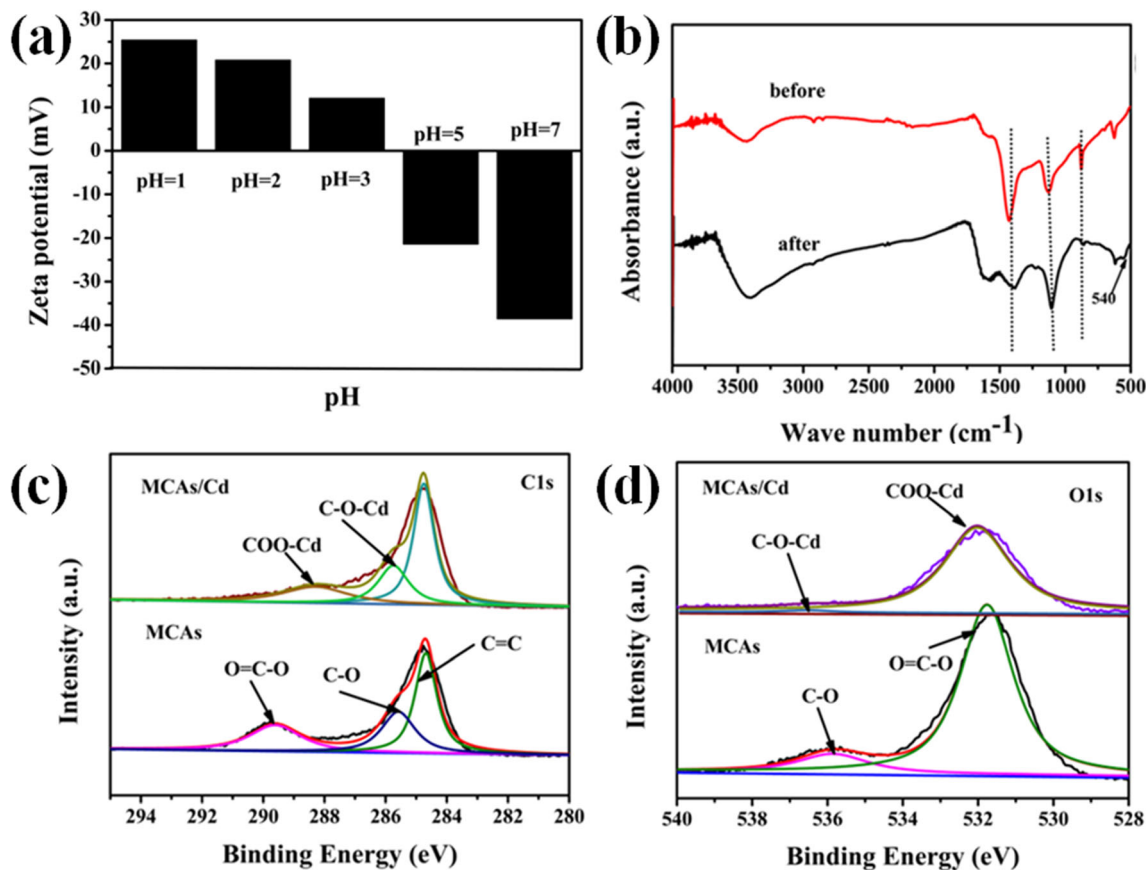 (a)
30
20
10
0
-10
-20
-30
-40
-50
Zeta potential (mV)
pH=1
pH=2
pH=3
pH=5
pH=7
pH
(b)
before
after
540
Absorbance (a.u.)
4000 3500 3000 2500 2000 1500 1000 500
Wave number (cm-1)
(c)
MCAs/Cd
C1s
C-O-Cd
COO-Cd
MCAs
O=C-O
C-O
C=C
Intensity (a.u.)
294 292 290 288 286 284 282 280
Binding Energy (eV)
(d)
MCAs/Cd
O1s
COO-Cd
C-O-Cd
MCAs
O=C-O
C-O
Intensity (a.u.)
540 538 536 534 532 530 528
Binding Energy (eV)